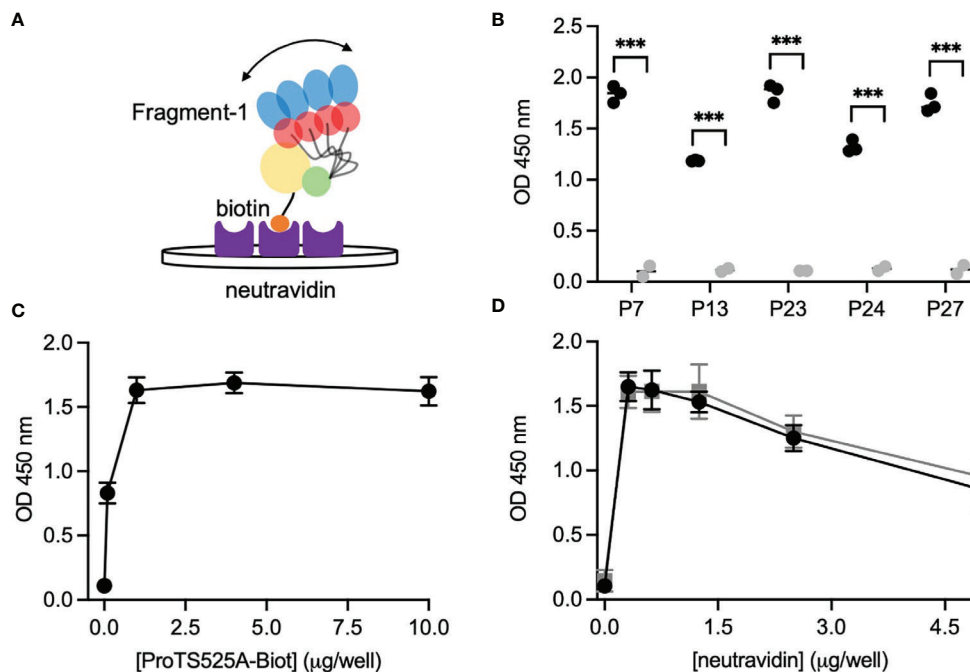 A
Fragment-1
biotin
neutravidin
B
OD 450 nm
2.5
2.0
1.5
1.0
0.5
0.0
***
***
***
***
***
P7 P13 P23 P24 P27
C
OD 450 nm
2.0
1.5
1.0
0.5
0.0
0.0 2.5 5.0 7.5 10.0
[ProTS525A-Biot] (µg/well)
D
OD 450 nm
2.0
1.5
1.0
0.5
0.0
0.0 1.5 3.0 4.5
[neutravidin] (µg/well)